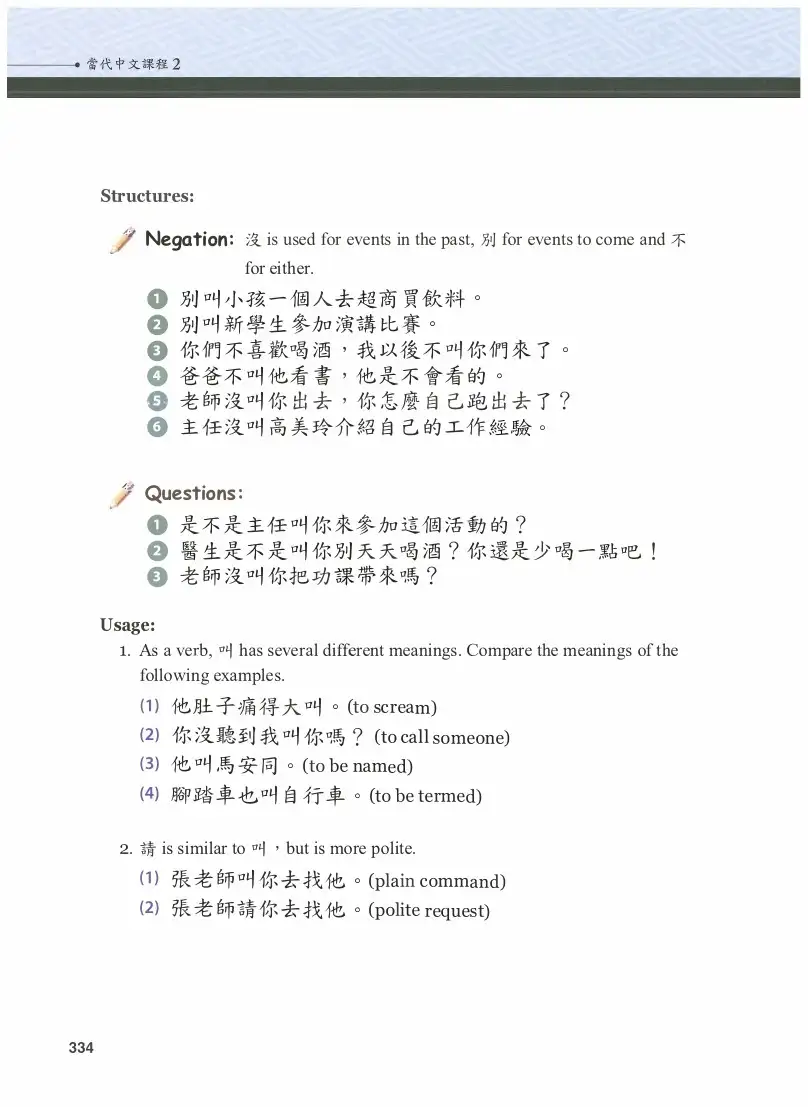 當代中文課程 2
Structures:
Negation: 沒 is used for events in the past, 別 for events to come and 不
for either.
1 別叫小孩一個人去超商買飲料。
2 別叫新學生參加演講比賽。
3 你們不喜歡喝酒,我以後不叫你們來了。
4 爸爸不叫他看書,他是不會看的。
5 老師沒叫你出去,你怎麼自己跑出去了?
6 主任沒叫高美玲介紹自己的工作經驗。
Questions:
1 是不是主任叫你來參加這個活動的?
2 醫生是不是叫你別天天喝酒?你還是少喝一點吧!
3 老師沒叫你把功課帶來嗎?
Usage:
1. As a verb, 叫 has several different meanings. Compare the meanings of the
following examples.
(1) 他肚子痛得大叫。(to scream)
(2) 你沒聽到我叫你嗎? (to call someone)
(3) 他叫馬安同。(to be named)
(4) 腳踏車也叫自行車。(to be termed)
2. 請 is similar to 叫,but is more polite.
(1) 張老師叫你去找他。(plain command)
(2) 張老師請你去找他。(polite request)
334